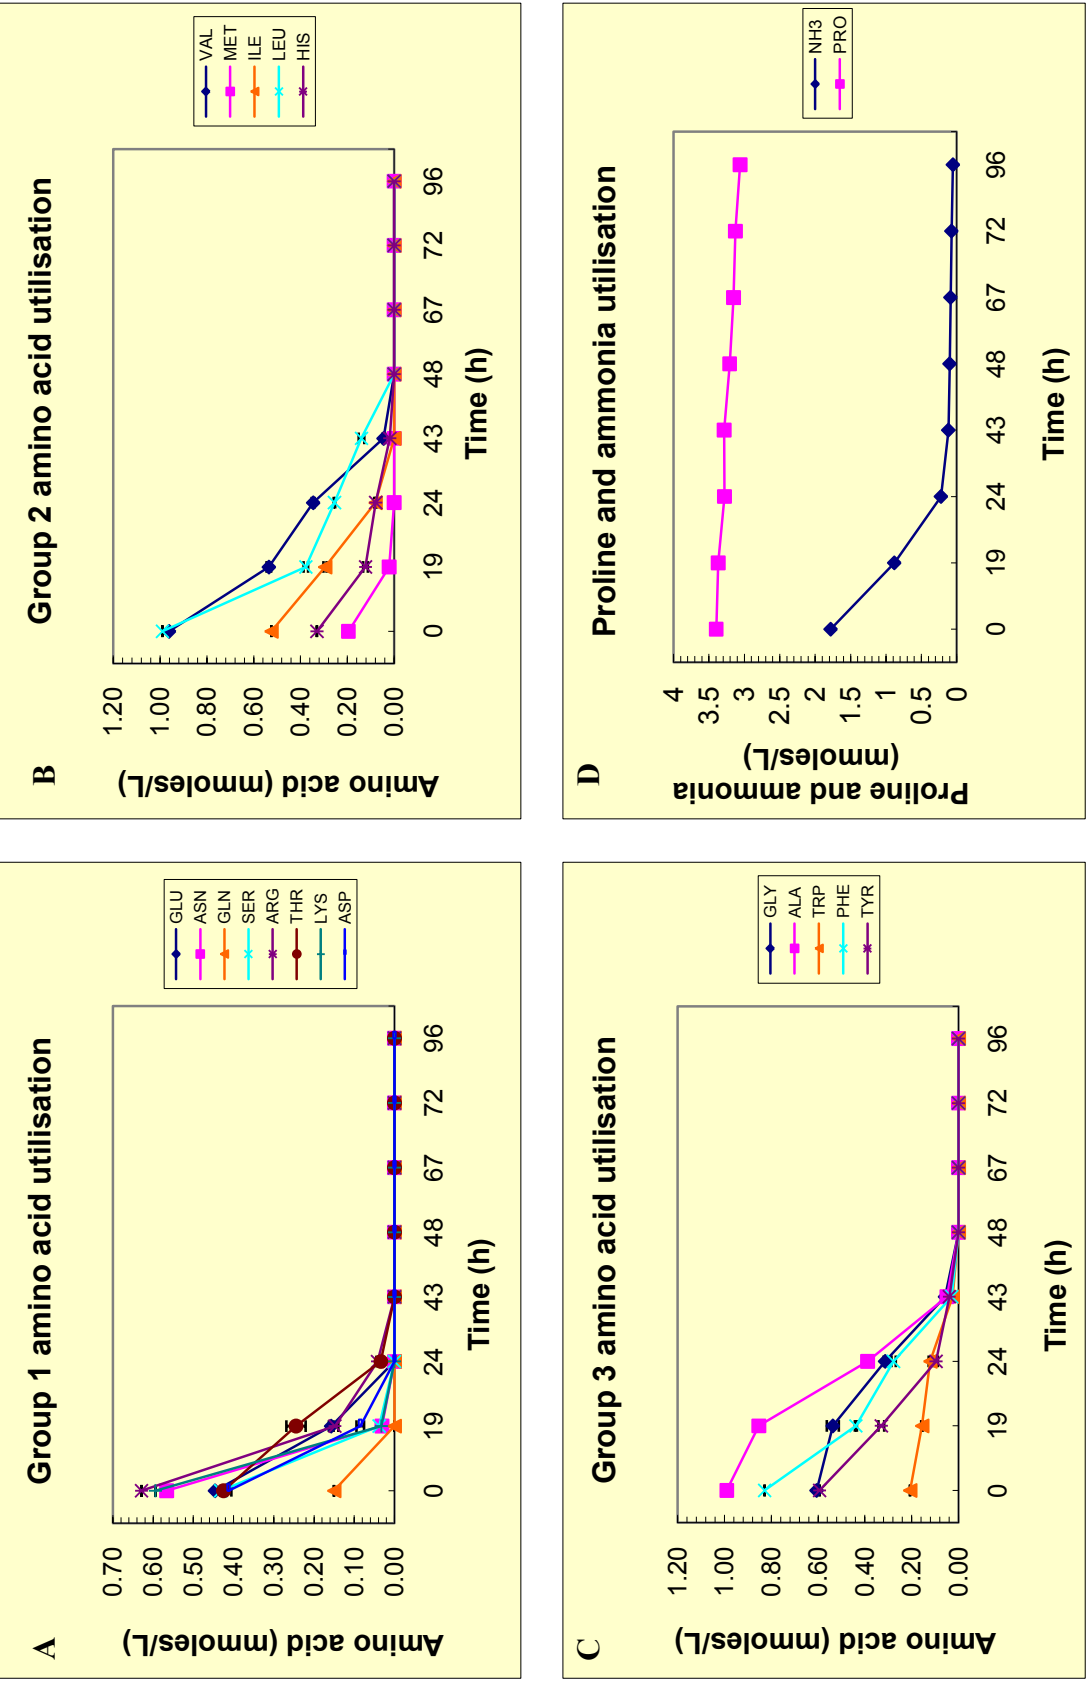 A
Group 1 amino acid utilisation
Amino acid (mmoles/L)
0.70
0.60
0.50
0.40
0.30
0.20
0.10
0.00
0 19 24 43 48 67 72 96
Time (h)
GLU
ASN
GLN
SER
ARG
THR
LYS
ASP
B
Group 2 amino acid utilisation
Amino acid (mmoles/L)
1.20
1.00
0.80
0.60
0.40
0.20
0.00
0 19 24 43 48 67 72 96
Time (h)
VAL
MET
ILE
LEU
HIS
C
Group 3 amino acid utilisation
Amino acid (mmoles/L)
1.20
1.00
0.80
0.60
0.40
0.20
0.00
0 19 24 43 48 67 72 96
Time (h)
GLY
ALA
TRP
PHE
TYR
D
Proline and ammonia utilisation
Proline and ammonia
(mmoles/L)
4
3.5
3
2.5
2
1.5
1
0.5
0
0 19 24 43 48 67 72 96
Time (h)
NH3
PRO